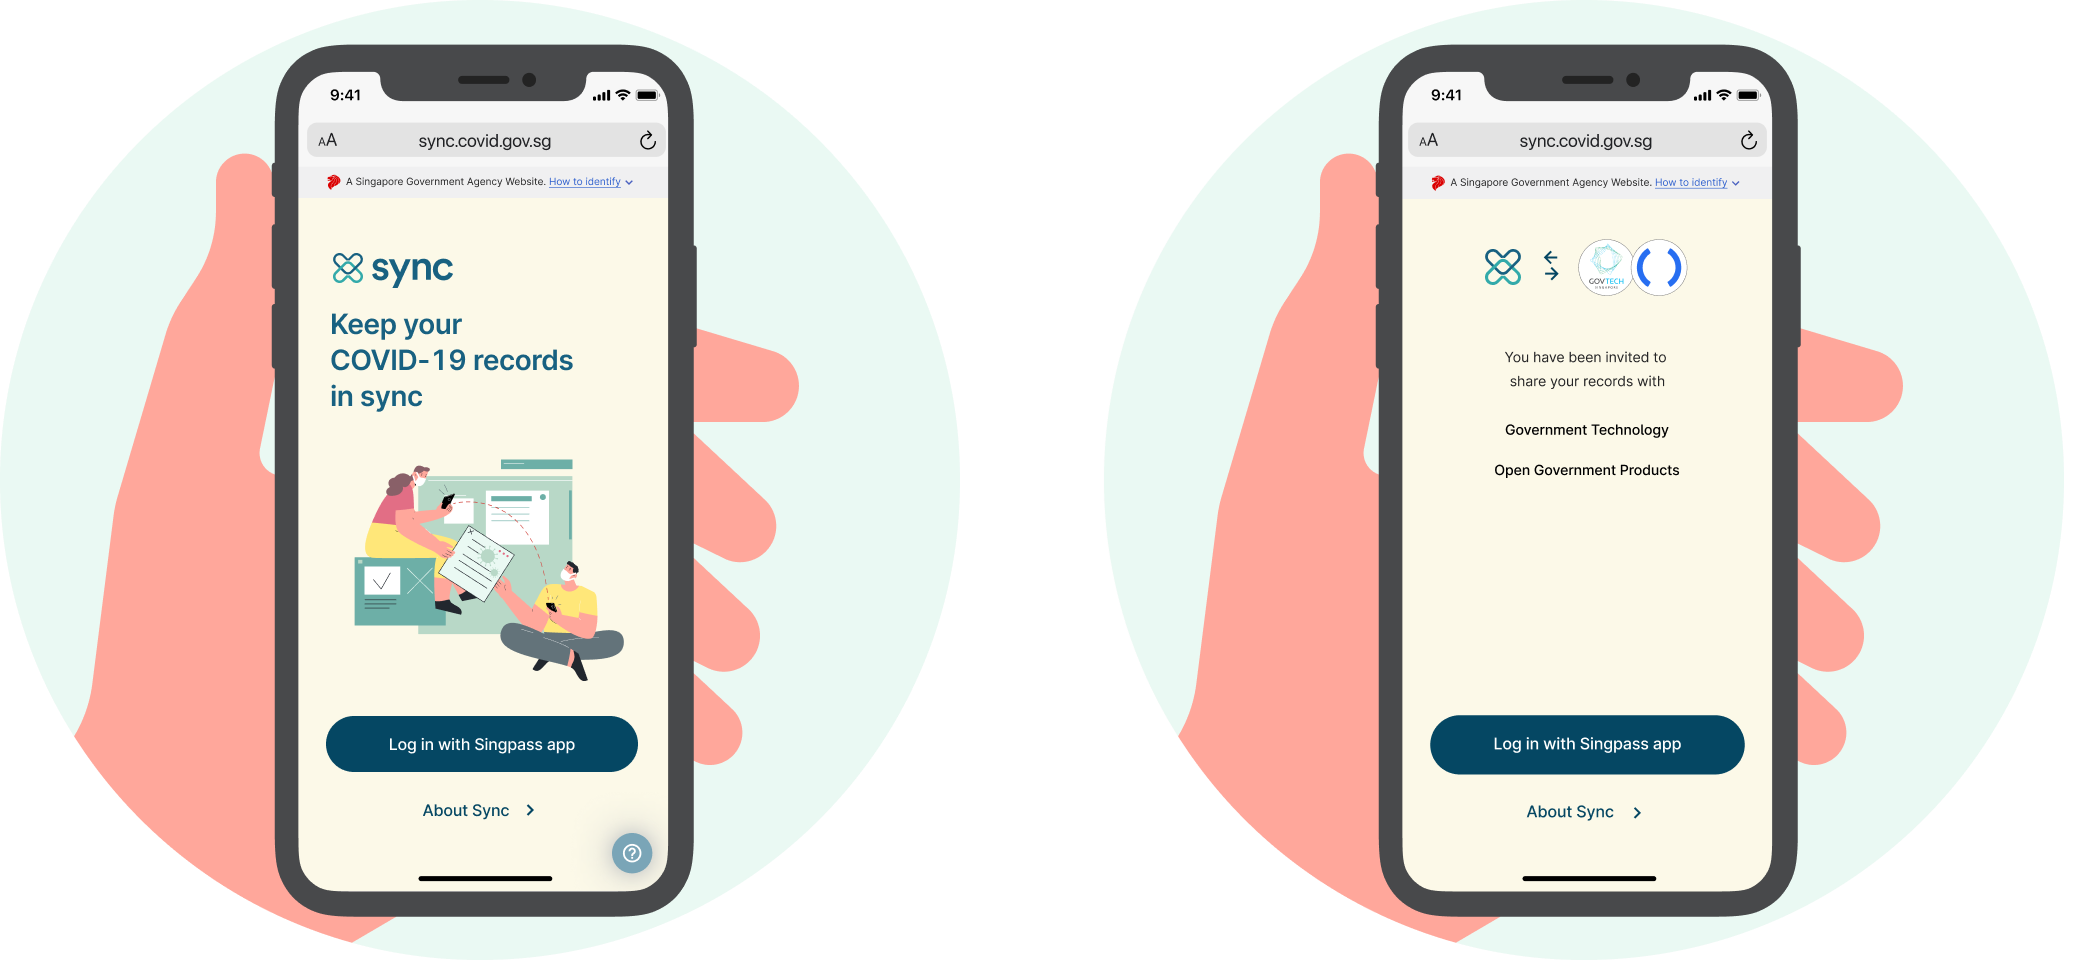 9:41
AA
sync.covid.gov.sg
A Singapore Government Agency Website. How to identify
sync
Keep your
COVID-19 records
in sync
Log in with Singpass app
About Sync
?
9:41
AA
sync.covid.gov.sg
A Singapore Government Agency Website. How to identify
GOVTECH
SINGAPORE
You have been invited to
share your records with
Government Technology
Open Government Products
Log in with Singpass app
About Sync